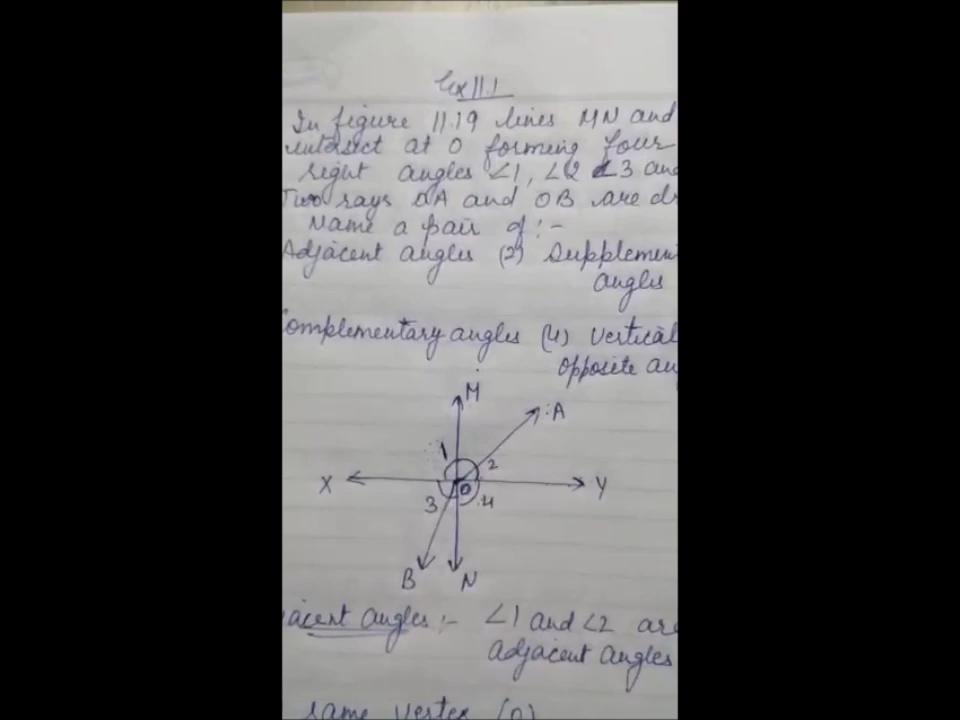 Ex 11.1
In figure 11.19 lines MN and
intersect at O forming four
right angles ∠1, ∠2 ∠3 and
Two rays OA and OB are dr
Name a pair of :-
Adjacent angles (2) Supplemen
angles
Complementary angles (4) Vertical
opposite an
M
A
1
2
X
O
Y
3
4
B
N
acent angles :- ∠1 and ∠2 are
adjacent angles
same vertex (O)